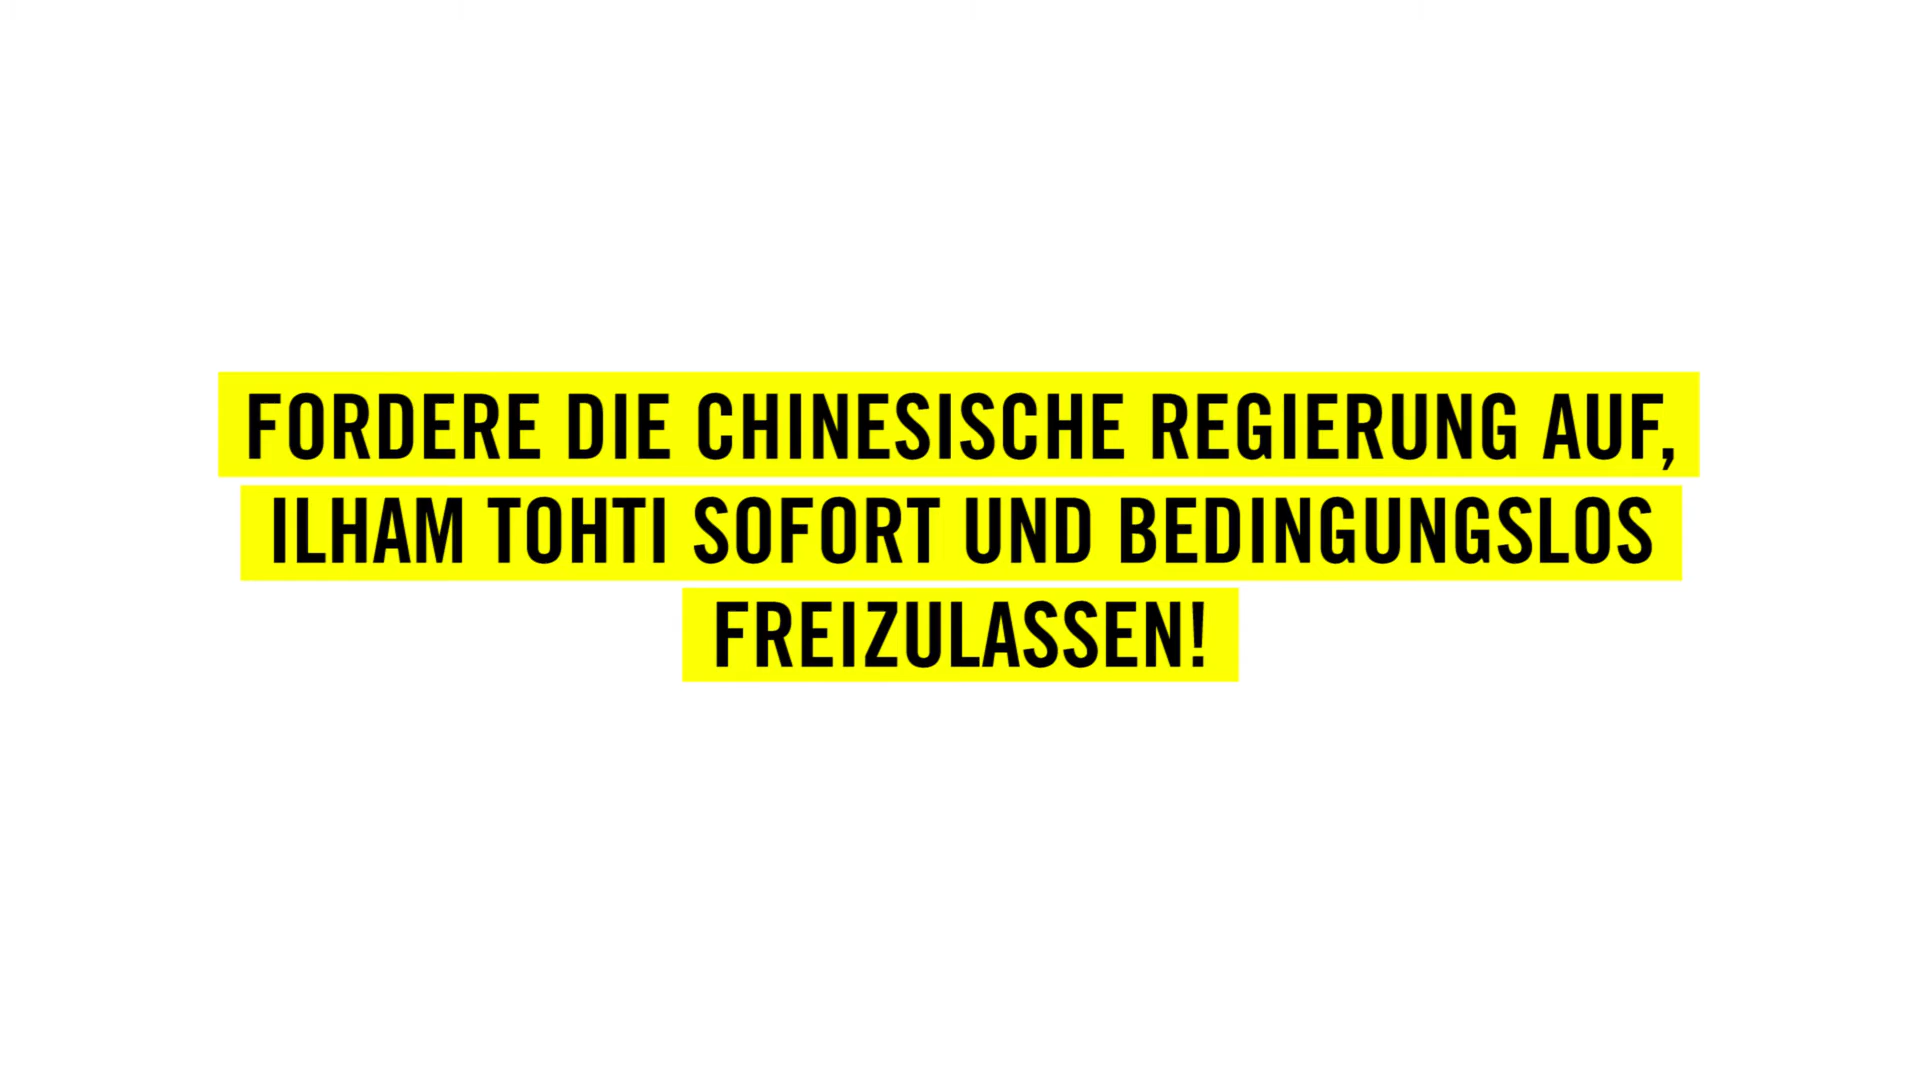 FORDERE DIE CHINESISCHE REGIERUNG AUF,
ILHAM TOHTI SOFORT UND BEDINGUNGSLOS
FREIZULASSEN!